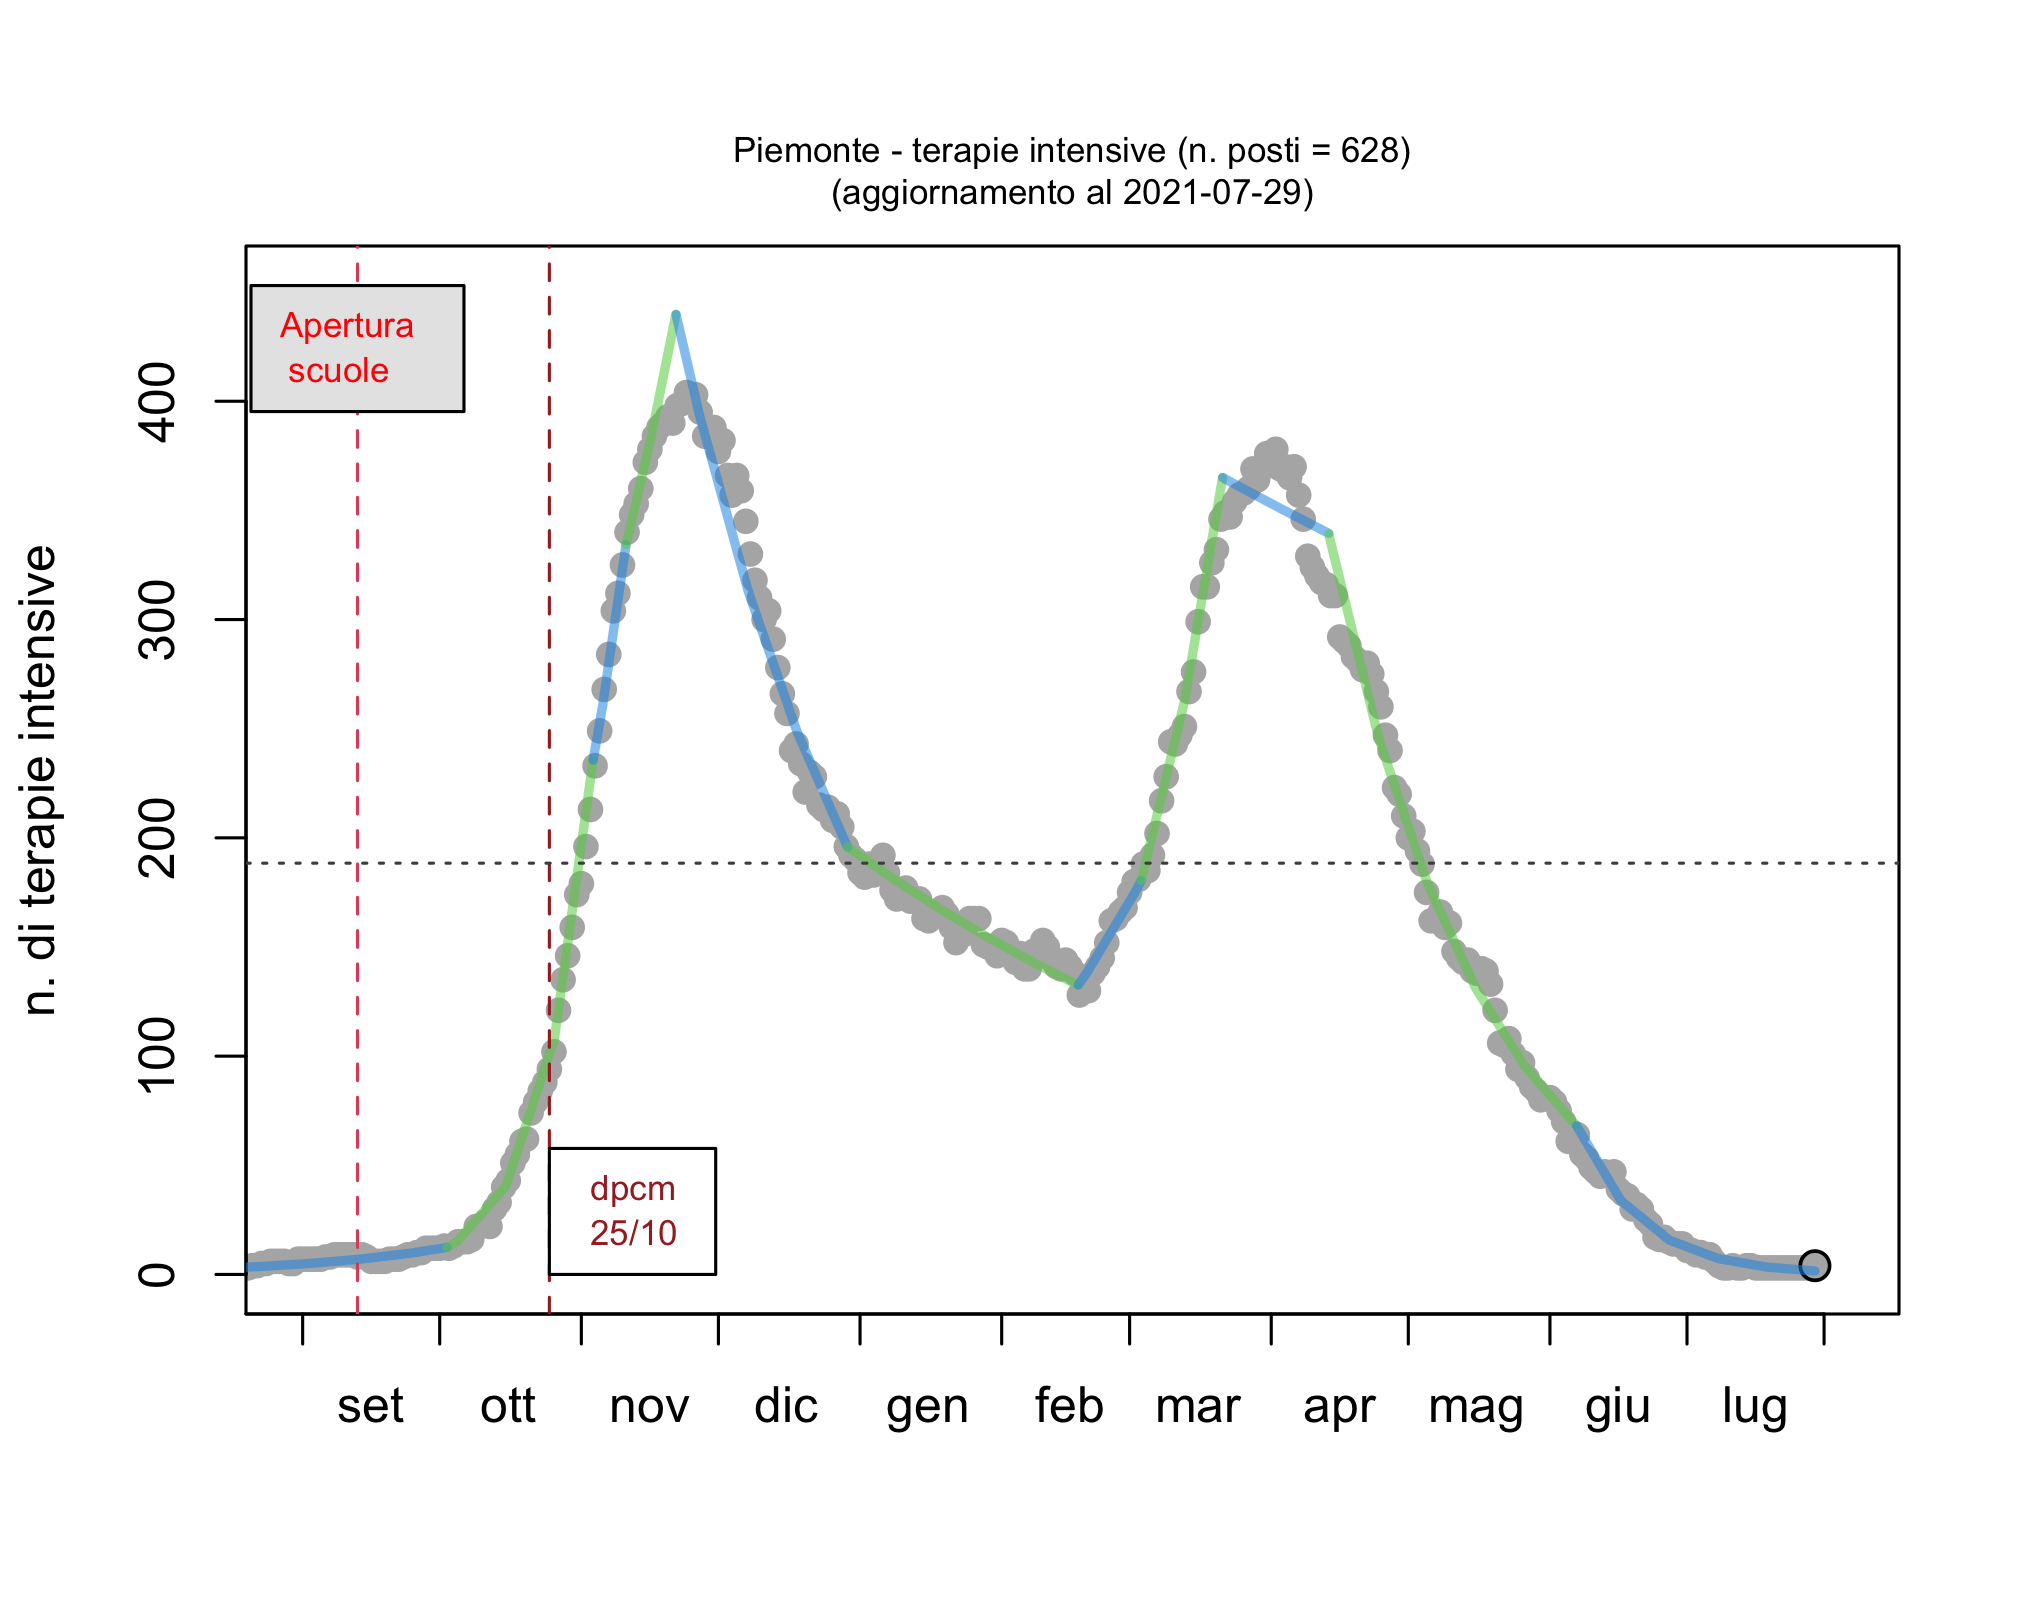 Piemonte - terapie intensive (n. posti = 628)
(aggiornamento al 2021-07-29)
Apertura
scuole
n. di terapie intensive
400
300
200
100
0
dpcm
25/10
set ott nov dic gen feb mar apr mag giu lug